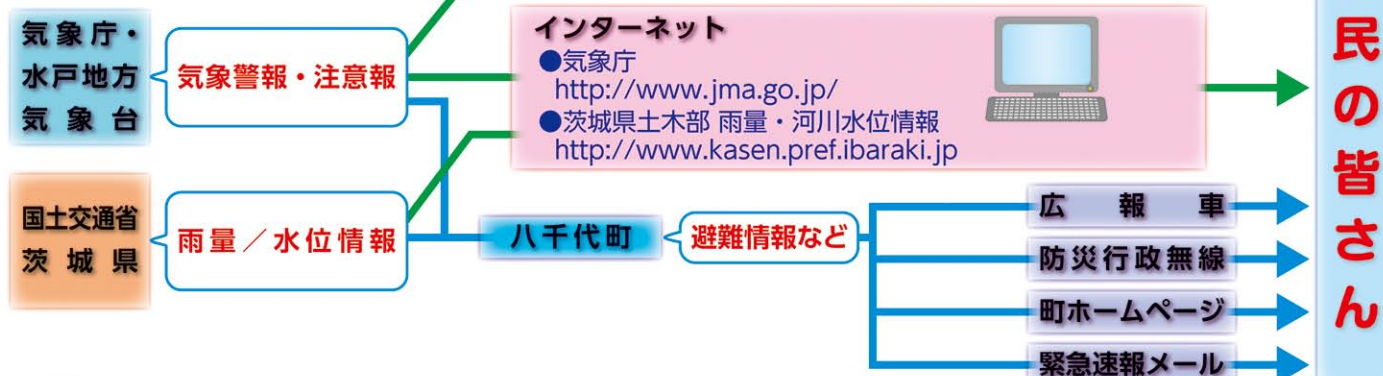 気象庁・
水戸地方
気象台
気象警報・注意報
インターネット
●気象庁
http://www.jma.go.jp/
●茨城県土木部 雨量・河川水位情報
http://www.kasen.pref.ibaraki.jp
国土交通省
茨城県
雨量／水位情報
八千代町
避難情報など
広報車
防災行政無線
町ホームページ
緊急速報メール
民の皆さん